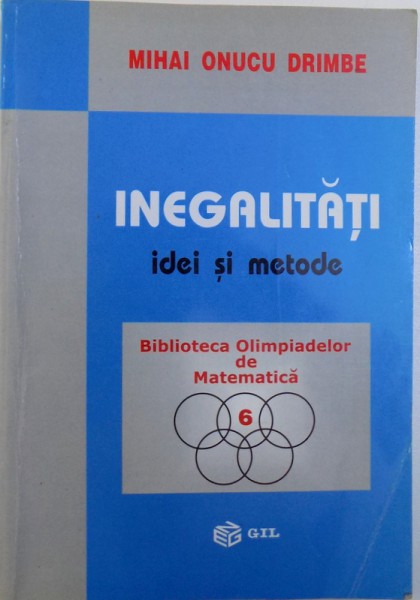 MIHAI ONUCU DRIMBE
INEGALITĂȚI
idei și metode
Biblioteca Olimpiadelor
de
Matematică
6
GIL